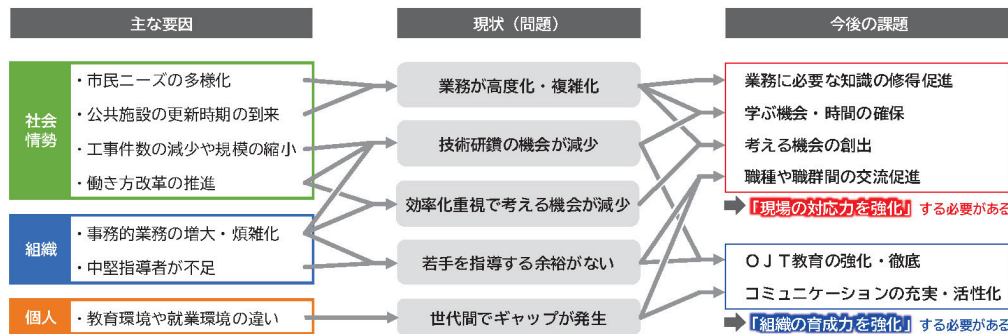 主な要因
現状（問題）
今後の課題
社会
情勢
・市民ニーズの多様化
・公共施設の更新時期の到来
・工事件数の減少や規模の縮小
・働き方改革の推進
組織
・事務的業務の増大・煩雑化
・中堅指導者が不足
個人
・教育環境や就業環境の違い
業務が高度化・複雑化
技術研鑽の機会が減少
効率化重視で考える機会が減少
若手を指導する余裕がない
世代間でギャップが発生
業務に必要な知識の修得促進
学ぶ機会・時間の確保
考える機会の創出
職種や職群間の交流促進
「現場の対応力を強化」する必要がある
ＯＪＴ教育の強化・徹底
コミュニケーションの充実・活性化
「組織の育成力を強化」する必要がある